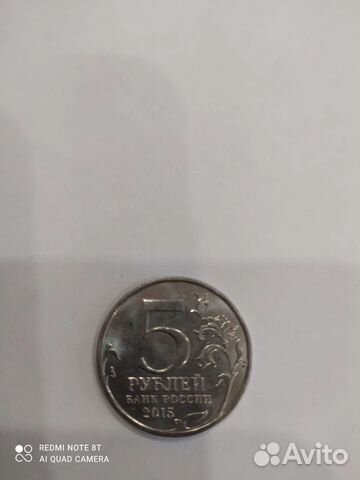 5
РУБЛЕЙ
БАНК РОССИИ
2015
REDMI NOTE 8T
AI QUAD CAMERA
Avito